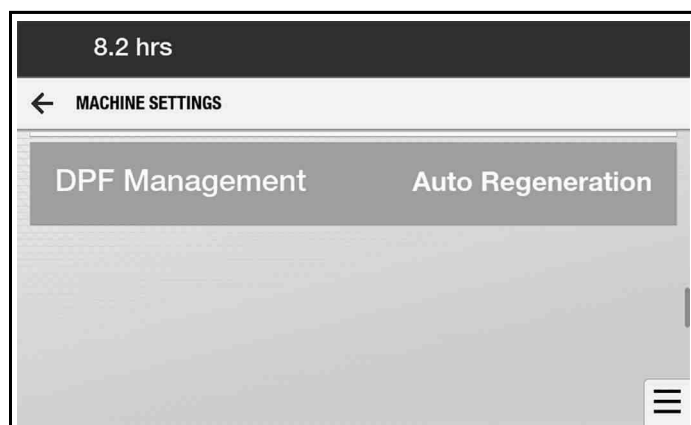 8.2 hrs
MACHINE SETTINGS
DPF Management Auto Regeneration